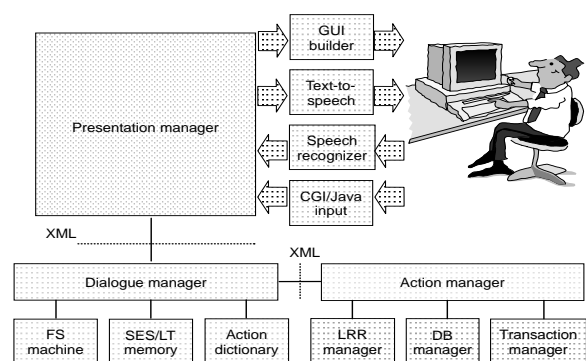 GUI
builder
Text-to-
speech
Presentation manager
Speech
recognizer
CGI/Java
input
XML
XML
Dialogue manager
Action manager
FS
machine
SES/LT
memory
Action
dictionary
LRR
manager
DB
manager
Transaction
manager